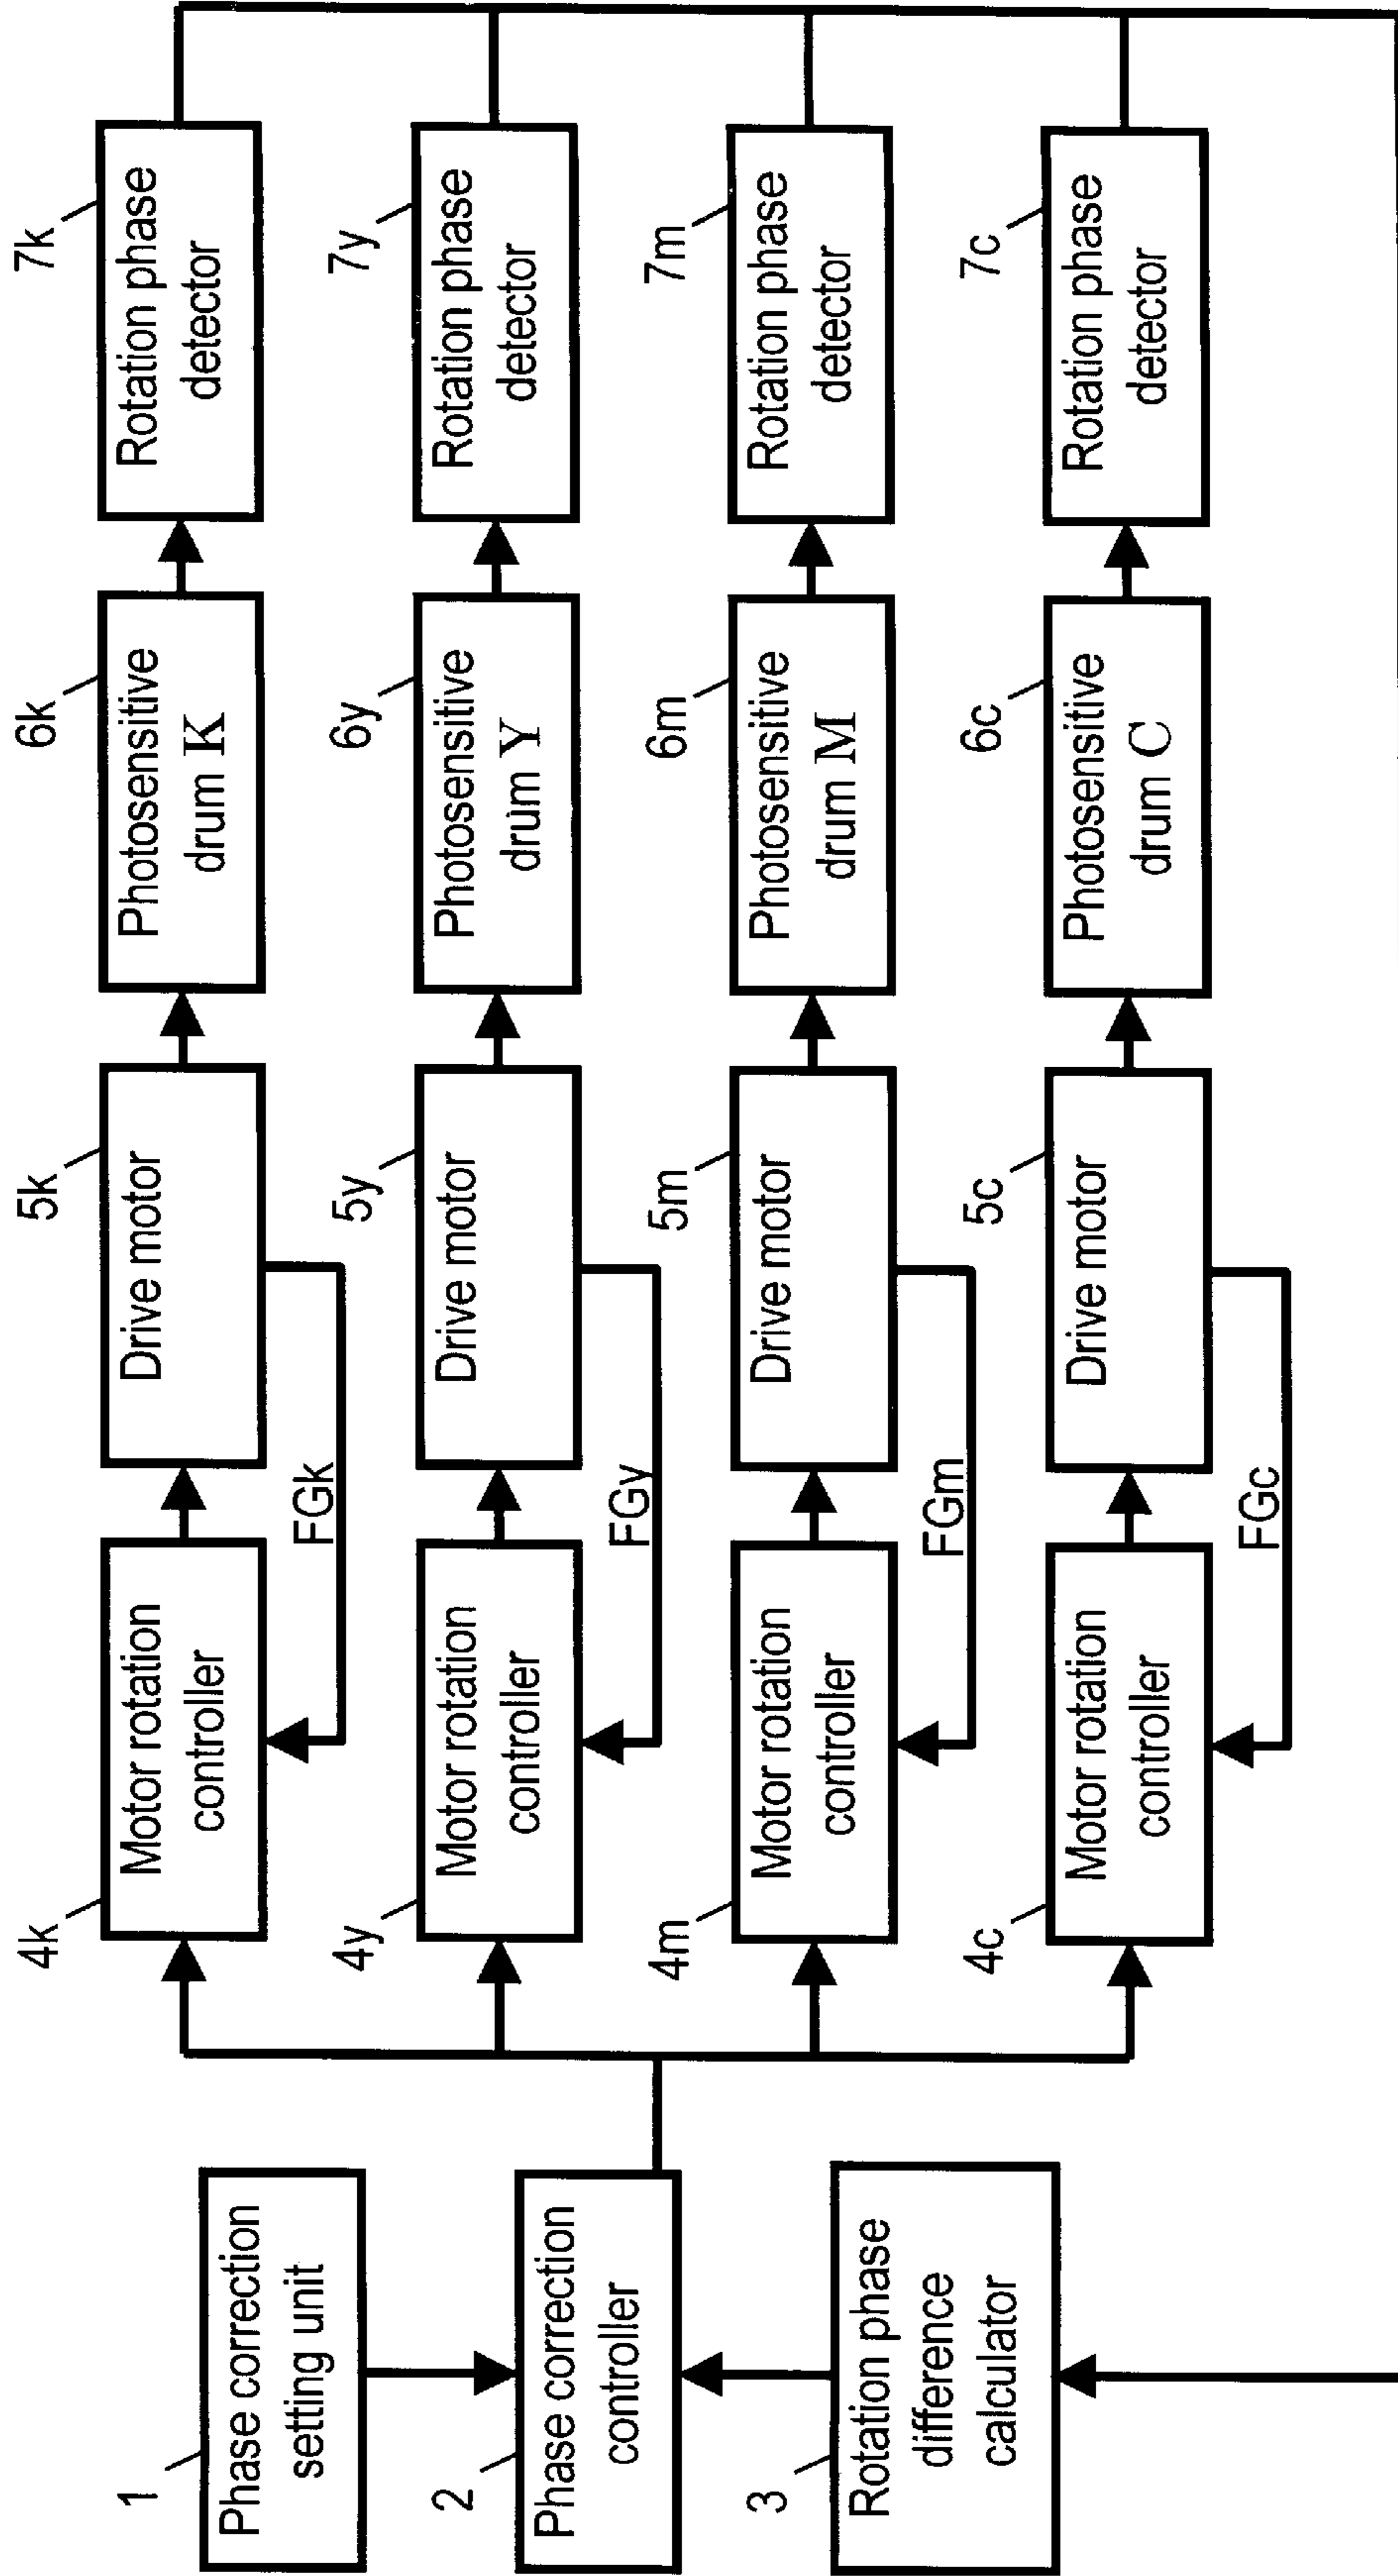 1
Phase correction
setting unit
2
Phase correction
controller
3
Rotation phase
difference
calculator
4k
Motor rotation
controller
FGk
5k
Drive motor
6k
Photosensitive
drum K
7k
Rotation phase
detector
4y
Motor rotation
controller
FGy
5y
Drive motor
6y
Photosensitive
drum Y
7y
Rotation phase
detector
4m
Motor rotation
controller
FGm
5m
Drive motor
6m
Photosensitive
drum M
7m
Rotation phase
detector
4c
Motor rotation
controller
FGc
5c
Drive motor
6c
Photosensitive
drum C
7c
Rotation phase
detector